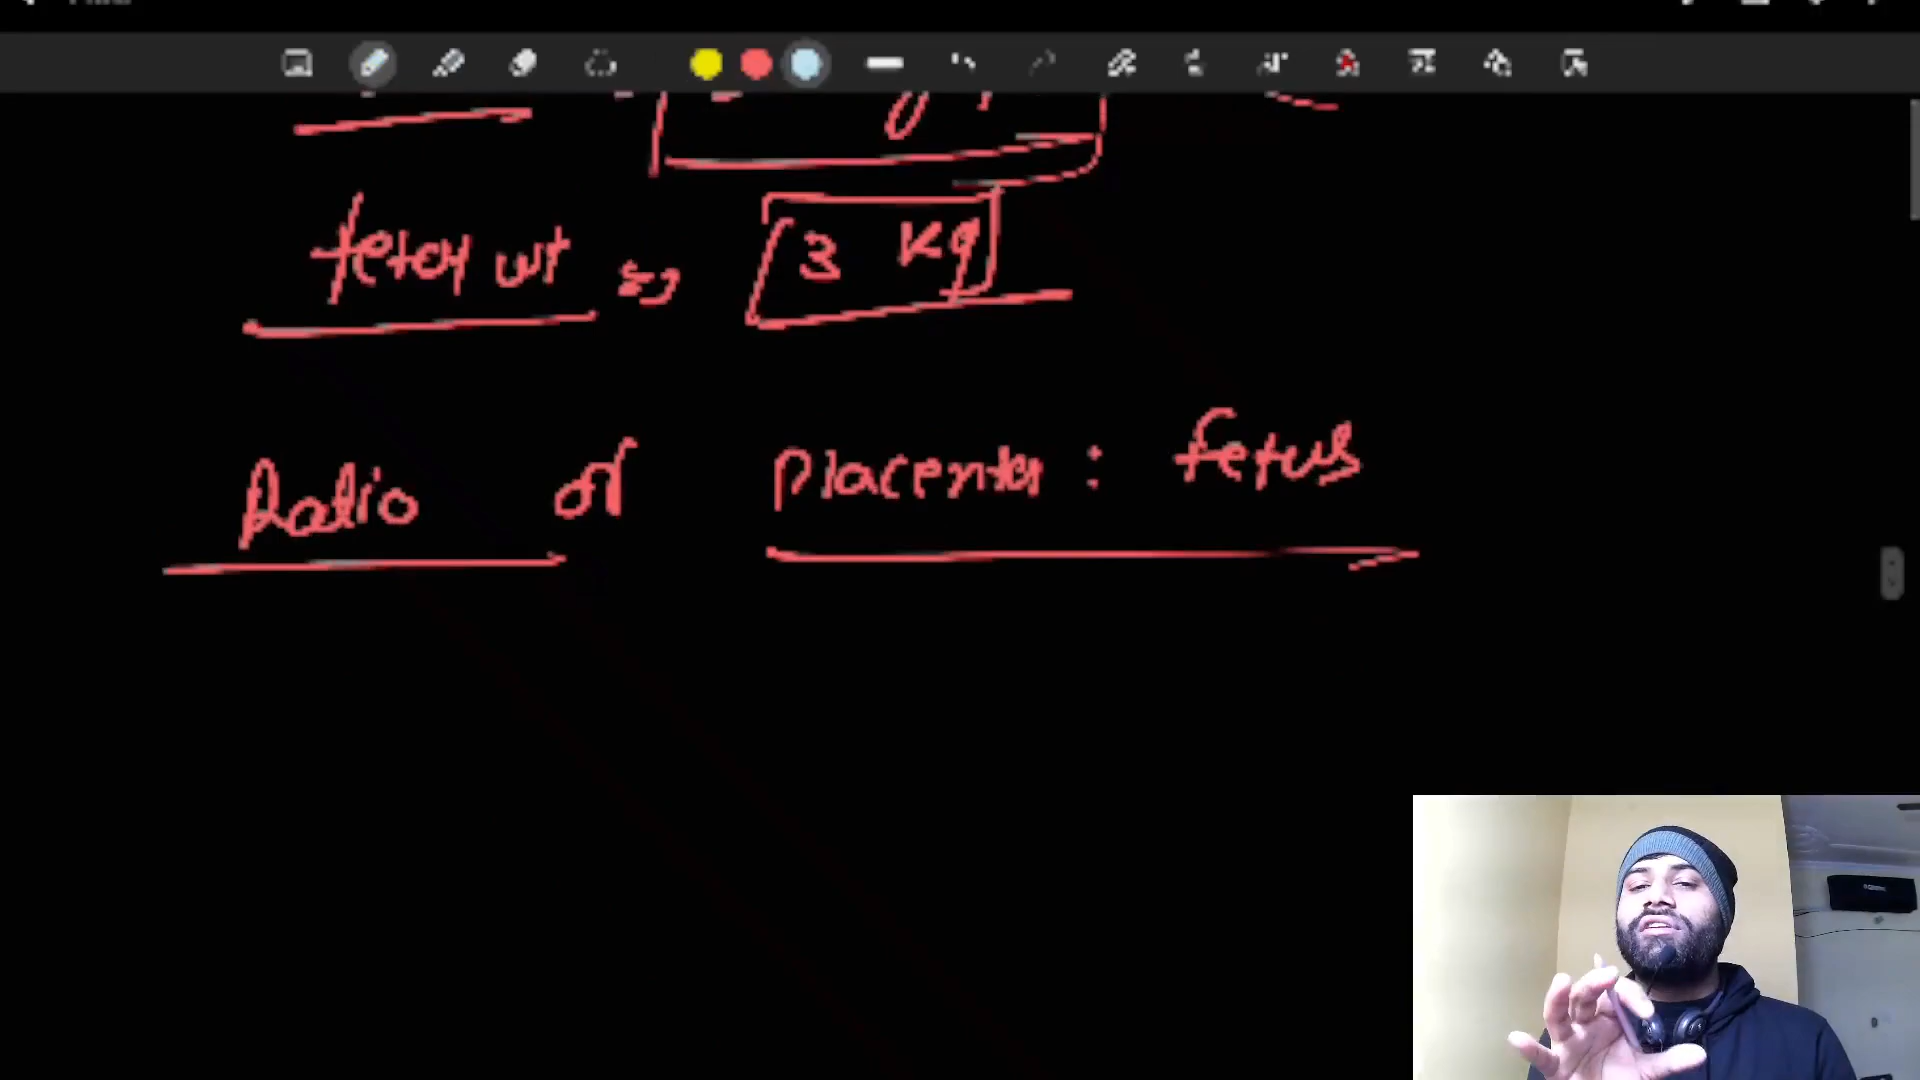 fetal wt => 3 Kg
Ratio of Placenta : fetus